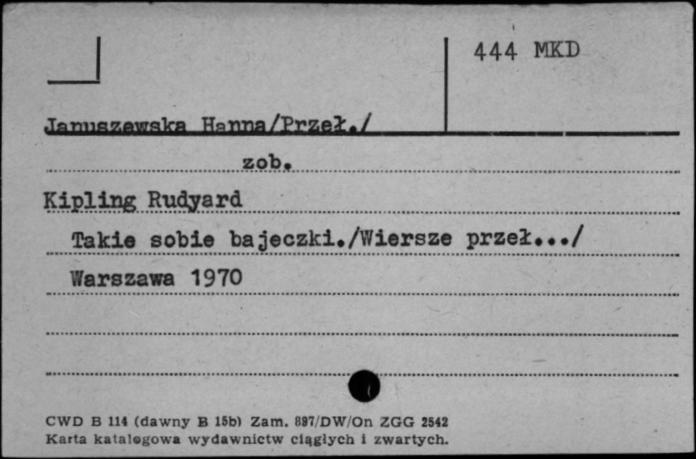 444 MKD
Januszewska Hanna/Przeł./
zob.
Kipling Rudyard
Takie sobie bajeczki./Wiersze przeł.../
Warszawa 1970
CWD B 114 (dawny B 15b) Zam. 897/DW/On ZGG 2542
Karta katalogowa wydawnictw ciągłych i zwartych.